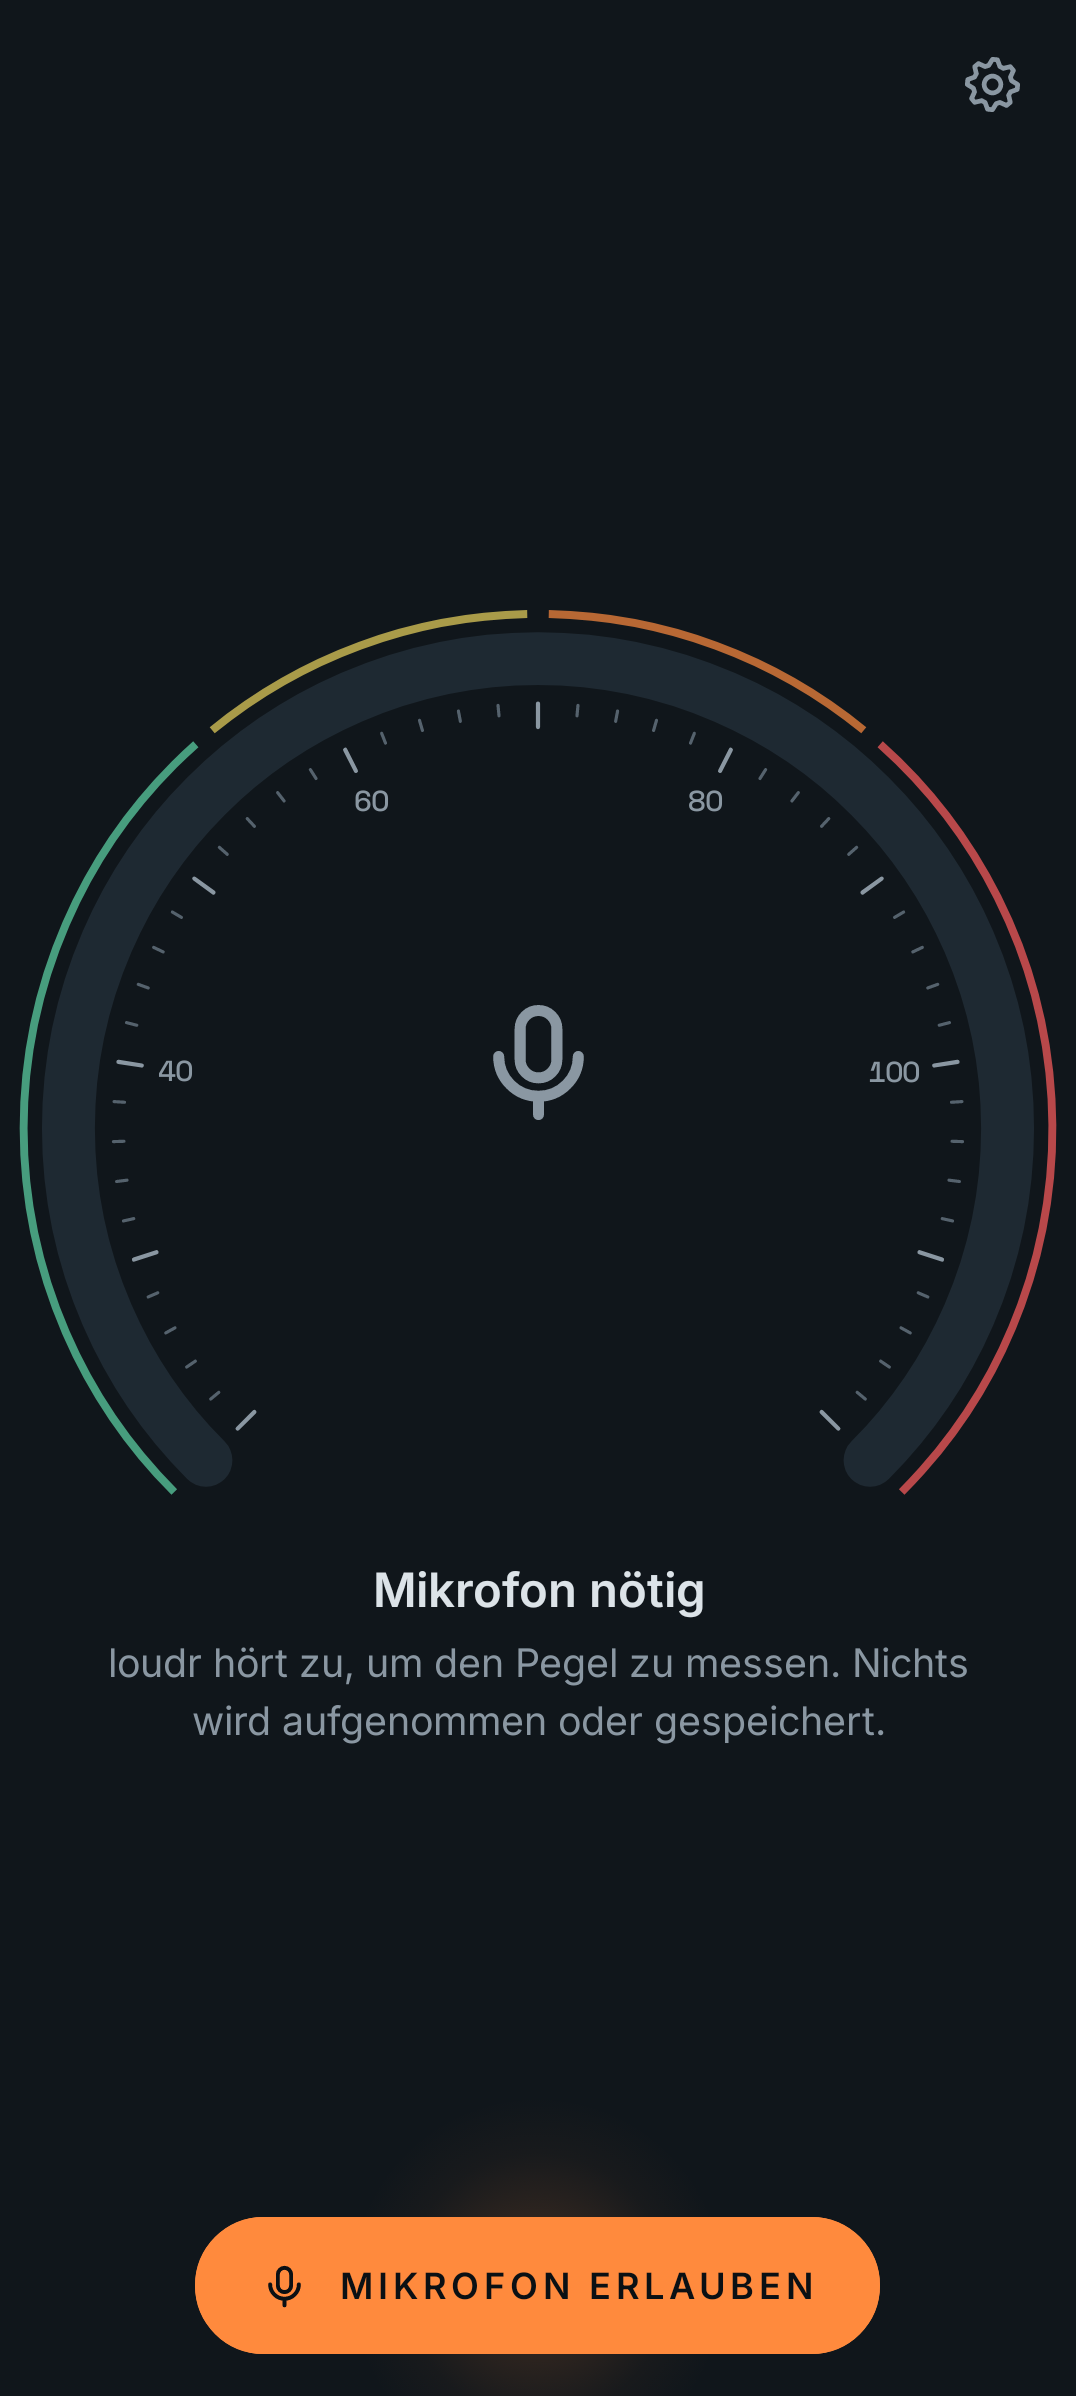 60
80
40
100
Mikrofon nötig
loudr hört zu, um den Pegel zu messen. Nichts
wird aufgenommen oder gespeichert.
MIKROFON ERLAUBEN